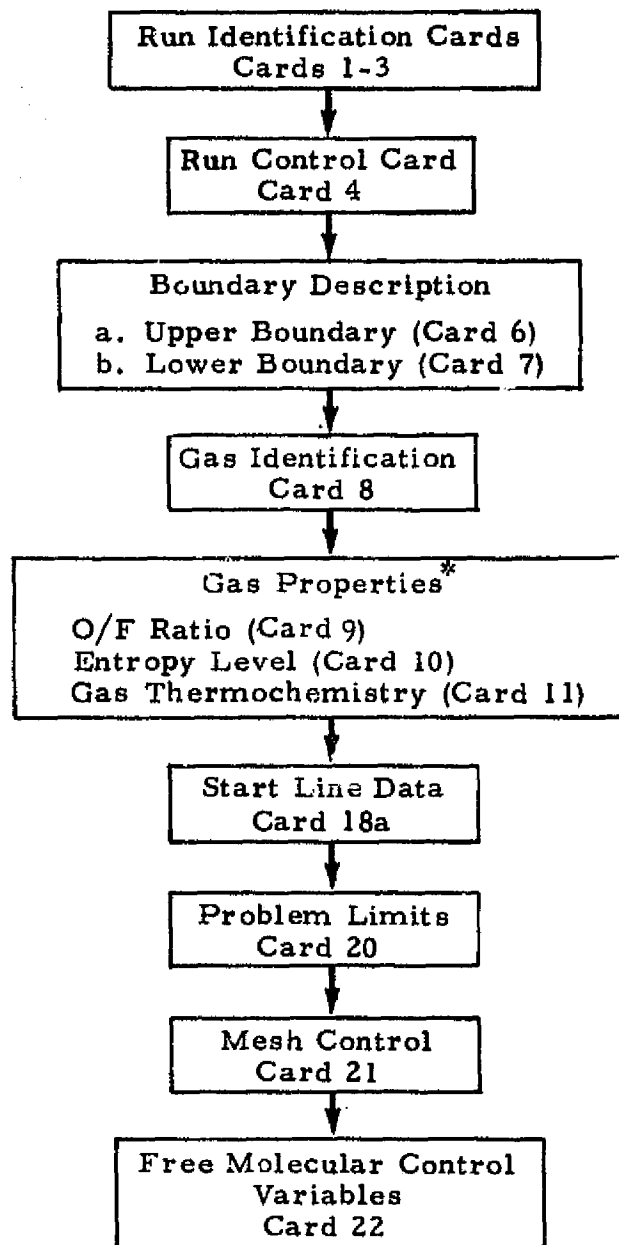 Run Identification Cards
Cards 1-3
Run Control Card
Card 4
Boundary Description
a. Upper Boundary (Card 6)
b. Lower Boundary (Card 7)
Gas Identification
Card 8
Gas Properties*
O/F Ratio (Card 9)
Entropy Level (Card 10)
Gas Thermochemistry (Card 11)
Start Line Data
Card 18a
Problem Limits
Card 20
Mesh Control
Card 21
Free Molecular Control
Variables
Card 22